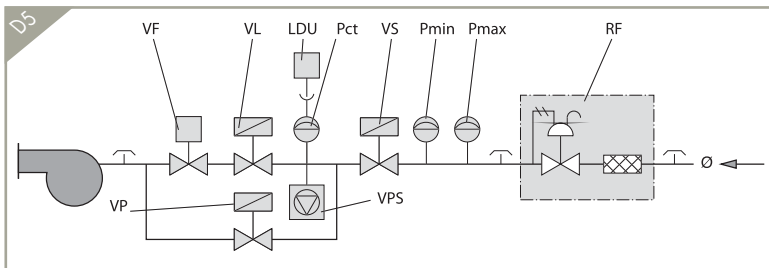 D5
VF VL LDU Pct VS Pmin Pmax RF
Ø
VP VPS